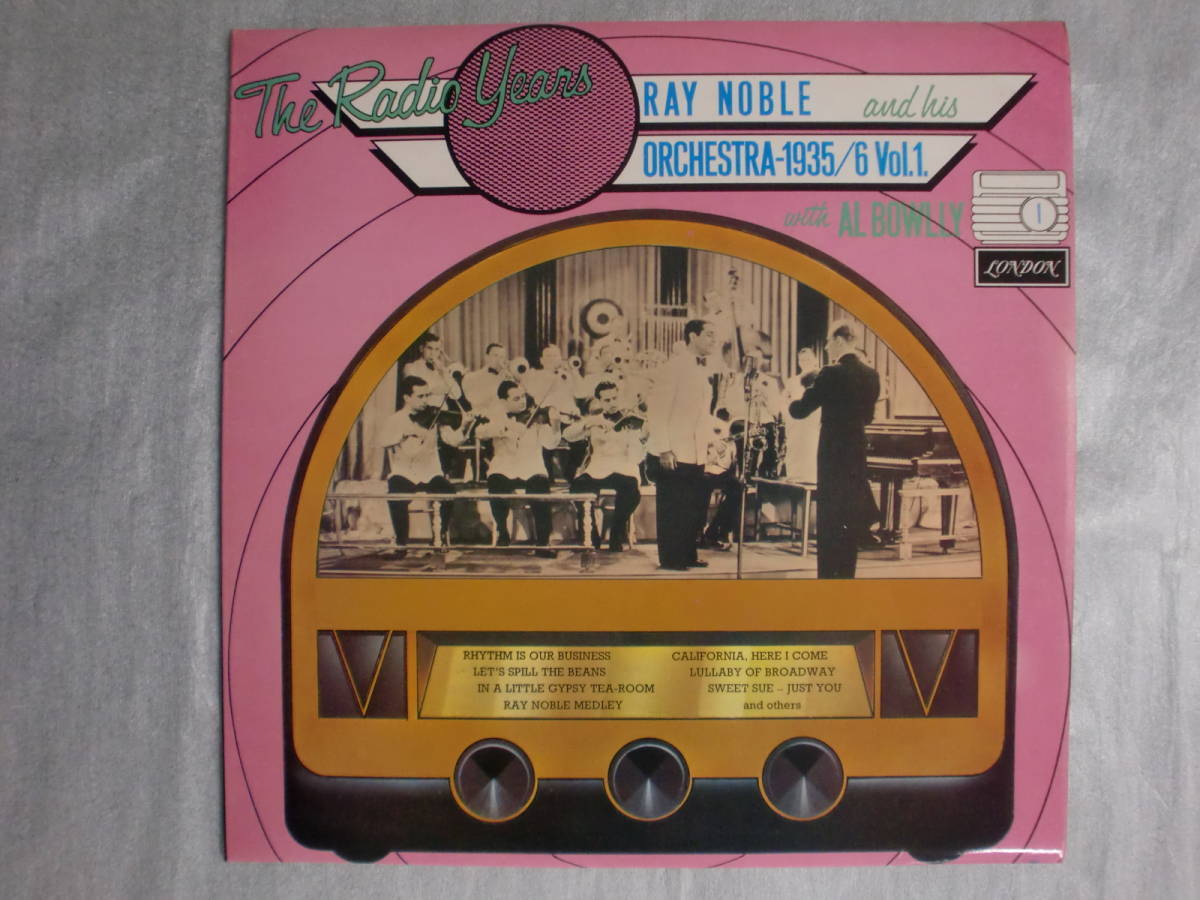 The Radio Years
RAY NOBLE and his
ORCHESTRA-1935/6 Vol.1.
with AL BOWLLY
1
LONDON
RHYTHM IS OUR BUSINESS
LET'S SPILL THE BEANS
IN A LITTLE GYPSY TEA-ROOM
RAY NOBLE MEDLEY
CALIFORNIA, HERE I COME
LULLABY OF BROADWAY
SWEET SUE – JUST YOU
and others